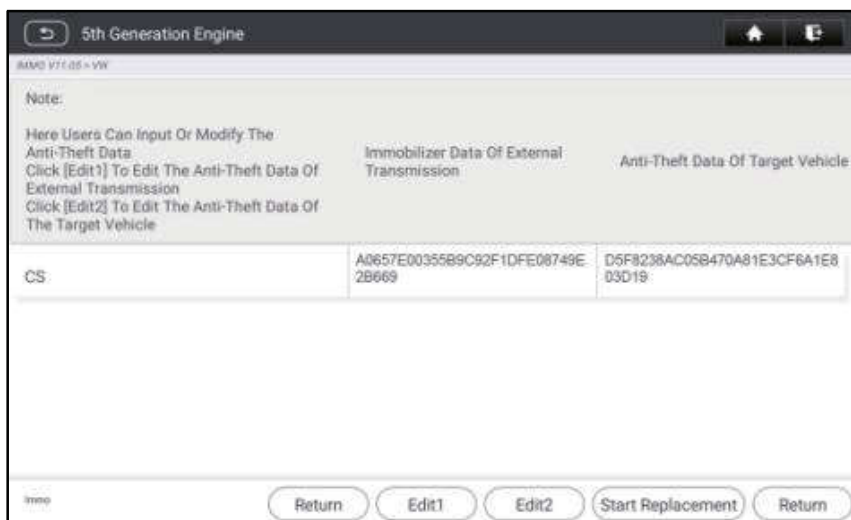 5th Generation Engine
IMMO V11.05 > VW
Note:
Here Users Can Input Or Modify The
Anti-Theft Data
Click [Edit1] To Edit The Anti-Theft Data Of
External Transmission
Click [Edit2] To Edit The Anti-Theft Data Of
The Target Vehicle
Immobilizer Data Of External
Transmission
Anti-Theft Data Of Target Vehicle
CS
A0657E00355B9C92F1DFE08749E
2B669
D5F8238AC05B470A81E3CF6A1E8
03D19
Immo
Return
Edit1
Edit2
Start Replacement
Return